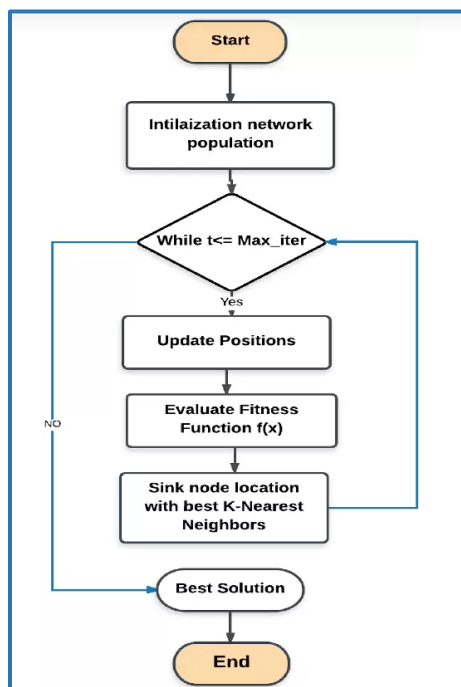 Start
Intilaization network
population
While t<= Max_iter
Yes
Update Positions
Evaluate Fitness
Function f(x)
NO
Sink node location
with best K-Nearest
Neighbors
Best Solution
End